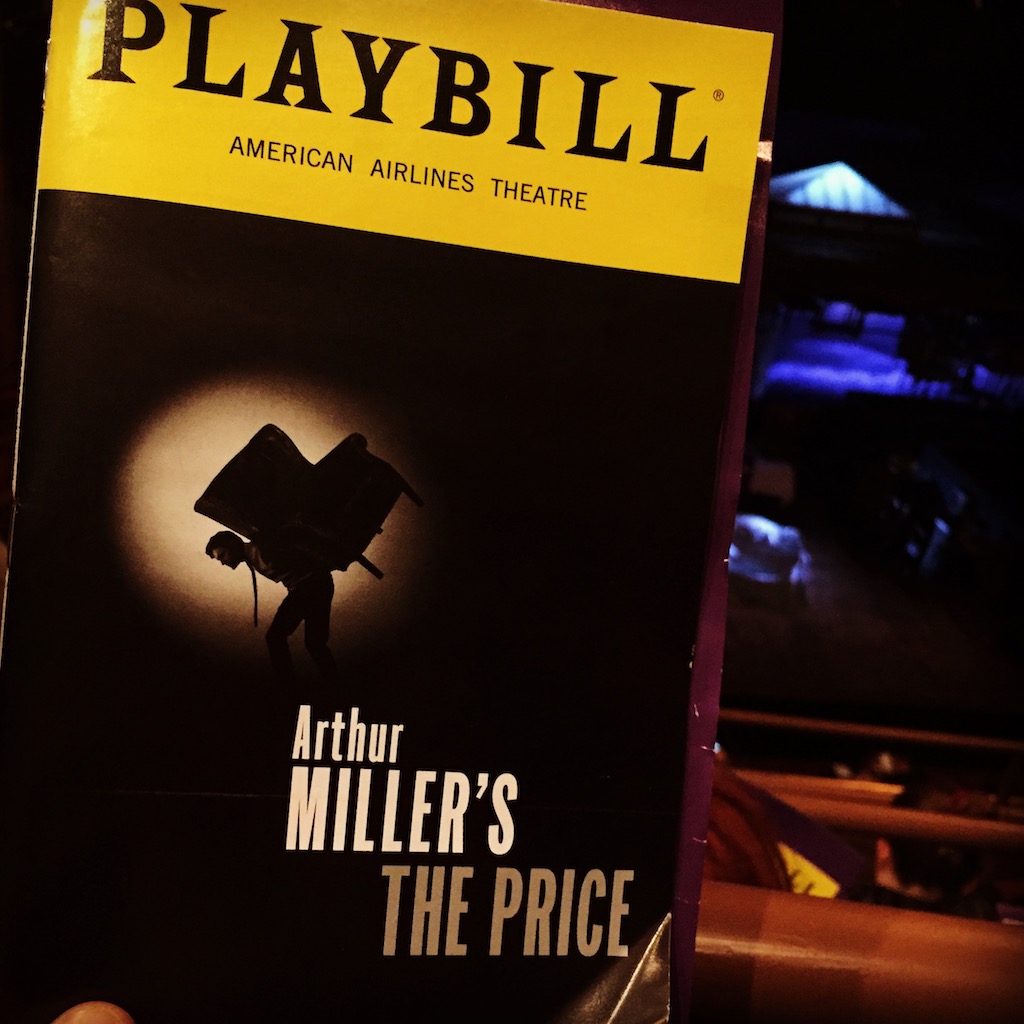 PLAYBILL®
AMERICAN AIRLINES THEATRE
Arthur
MILLER'S
THE PRICE